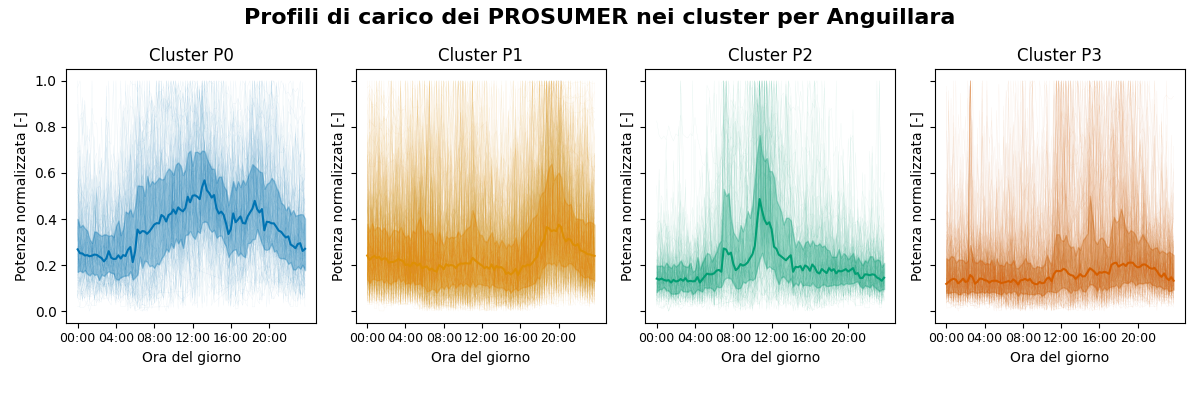 Profili di carico dei PROSUMER nei cluster per Anguillara
Cluster P0
Cluster P1
Cluster P2
Cluster P3
Potenza normalizzata [-]
1.0
0.8
0.6
0.4
0.2
0.0
Potenza normalizzata [-]
Potenza normalizzata [-]
Potenza normalizzata [-]
00:00 04:00 08:00 12:00 16:00 20:00
00:00 04:00 08:00 12:00 16:00 20:00
00:00 04:00 08:00 12:00 16:00 20:00
00:00 04:00 08:00 12:00 16:00 20:00
Ora del giorno
Ora del giorno
Ora del giorno
Ora del giorno